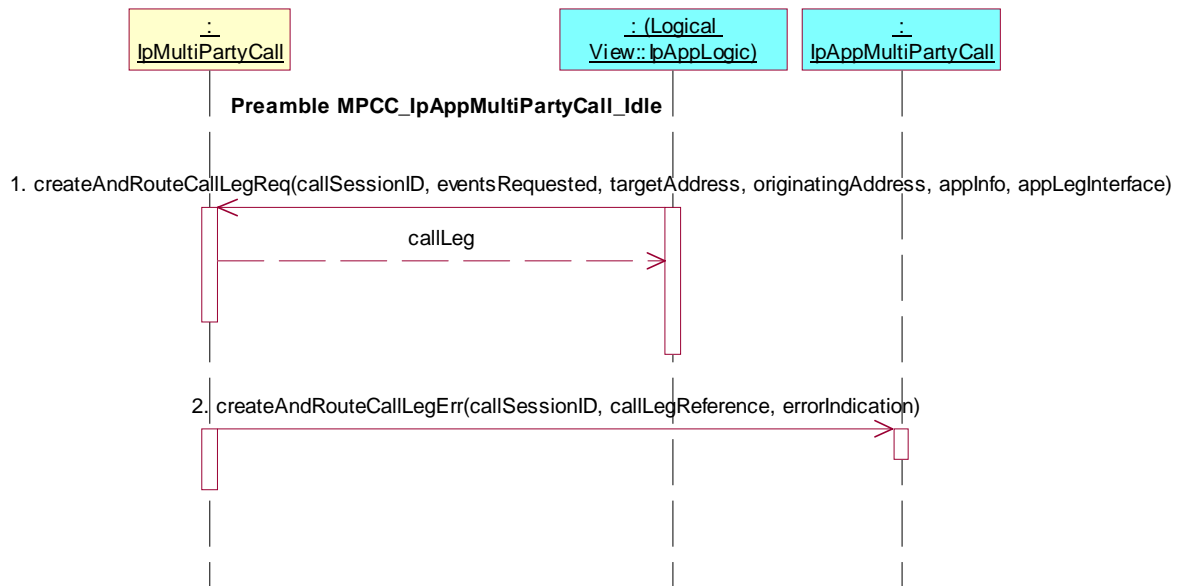 :
IpMultiPartyCall
: (Logical
View::IpAppLogic)
:
IpAppMultiPartyCall
Preamble MPCC_IpAppMultiPartyCall_Idle
1. createAndRouteCallLegReq(callSessionID, eventsRequested, targetAddress, originatingAddress, appInfo, appLegInterface)
callLeg
2. createAndRouteCallLegErr(callSessionID, callLegReference, errorIndication)